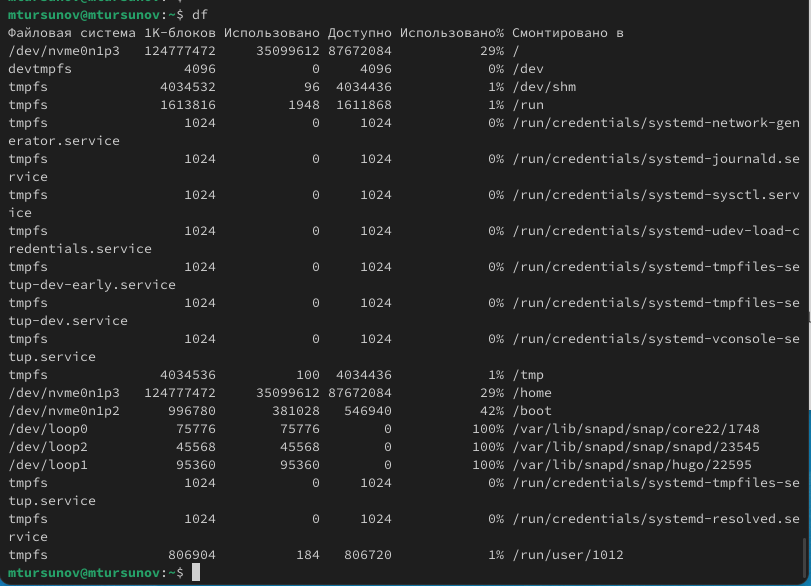 mtursunov@mtursunov:~$ df
Файловая система 1K-блоков Использовано Доступно Использовано% Смонтировано в
/dev/nvme0n1p3 124777472 35099612 87672084 29% /
devtmpfs 4096 0 4096 0% /dev
tmpfs 4034532 96 4034436 1% /dev/shm
tmpfs 1613816 1948 1611868 1% /run
tmpfs 1024 0 1024 0% /run/credentials/systemd-network-gen
erator.service
tmpfs 1024 0 1024 0% /run/credentials/systemd-journald.se
rvice
tmpfs 1024 0 1024 0% /run/credentials/systemd-sysctl.serv
ice
tmpfs 1024 0 1024 0% /run/credentials/systemd-udev-load-c
redentials.service
tmpfs 1024 0 1024 0% /run/credentials/systemd-tmpfiles-se
tup-dev-early.service
tmpfs 1024 0 1024 0% /run/credentials/systemd-tmpfiles-se
tup-dev.service
tmpfs 1024 0 1024 0% /run/credentials/systemd-vconsole-se
tup.service
tmpfs 4034536 100 4034436 1% /tmp
/dev/nvme0n1p3 124777472 35099612 87672084 29% /home
/dev/nvme0n1p2 996780 381028 546940 42% /boot
/dev/loop0 75776 75776 0 100% /var/lib/snapd/snap/core22/1748
/dev/loop2 45568 45568 0 100% /var/lib/snapd/snap/snapd/23545
/dev/loop1 95360 95360 0 100% /var/lib/snapd/snap/hugo/22595
tmpfs 1024 0 1024 0% /run/credentials/systemd-tmpfiles-se
tup.service
tmpfs 1024 0 1024 0% /run/credentials/systemd-resolved.se
rvice
tmpfs 806904 184 806720 1% /run/user/1012
mtursunov@mtursunov:~$